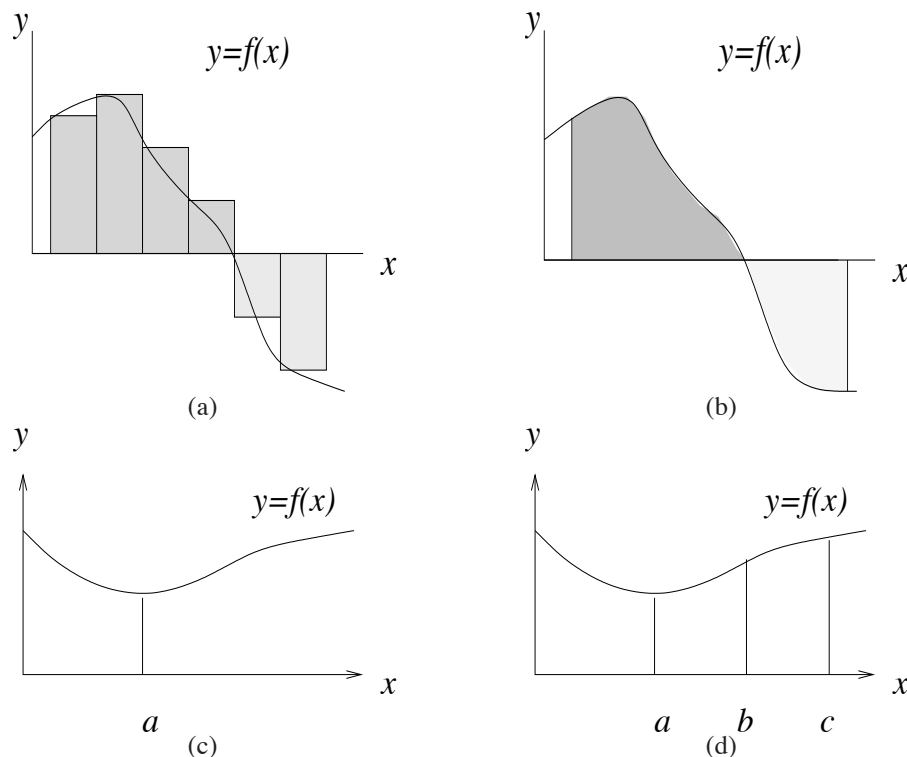 y
y=f(x)
x
(a)
y
y=f(x)
x
(b)
y
y=f(x)
x
a
(c)
y
y=f(x)
x
a b c
(d)